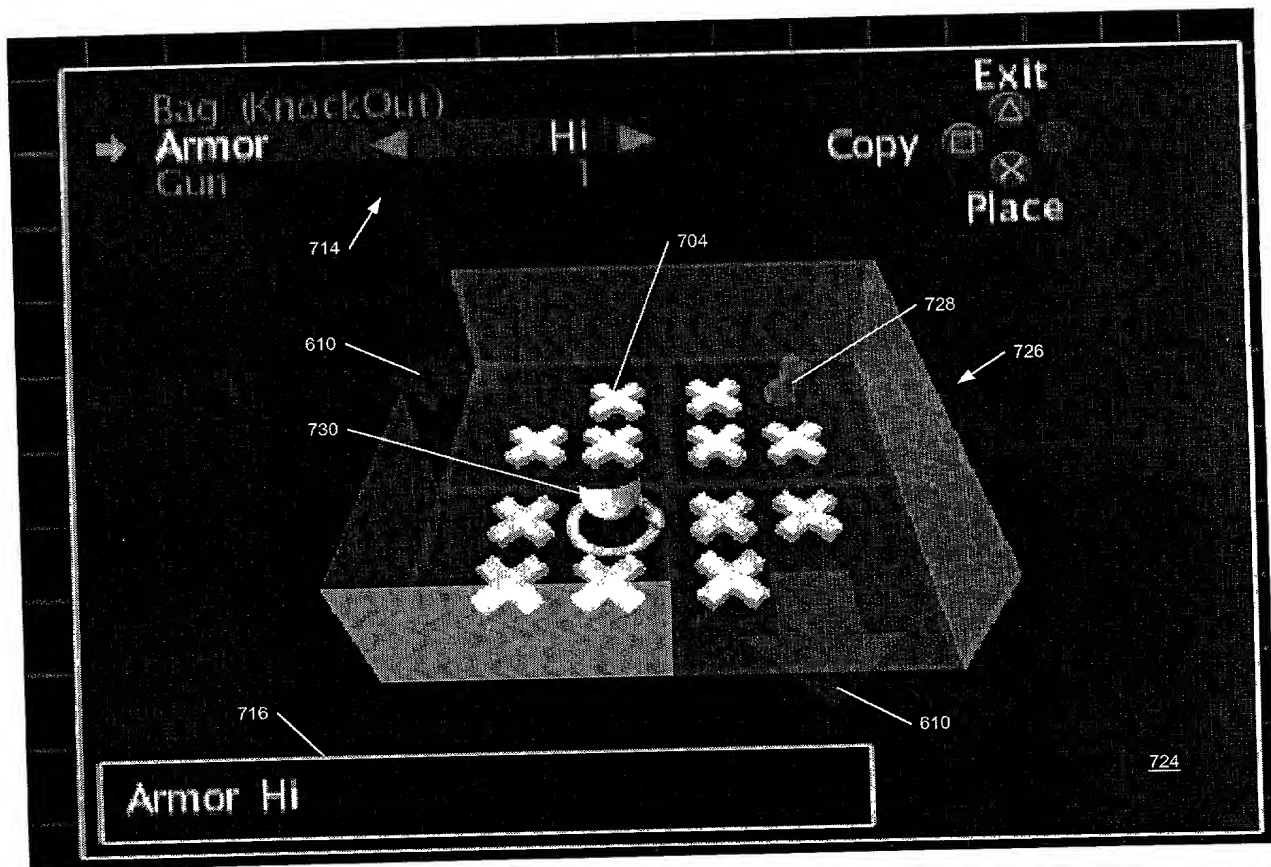 Bag (KnockOut)
Armor Hi
Gun 1
Exit
Copy
Place
714
704
728
610
726
730
716
610
724
Armor Hi